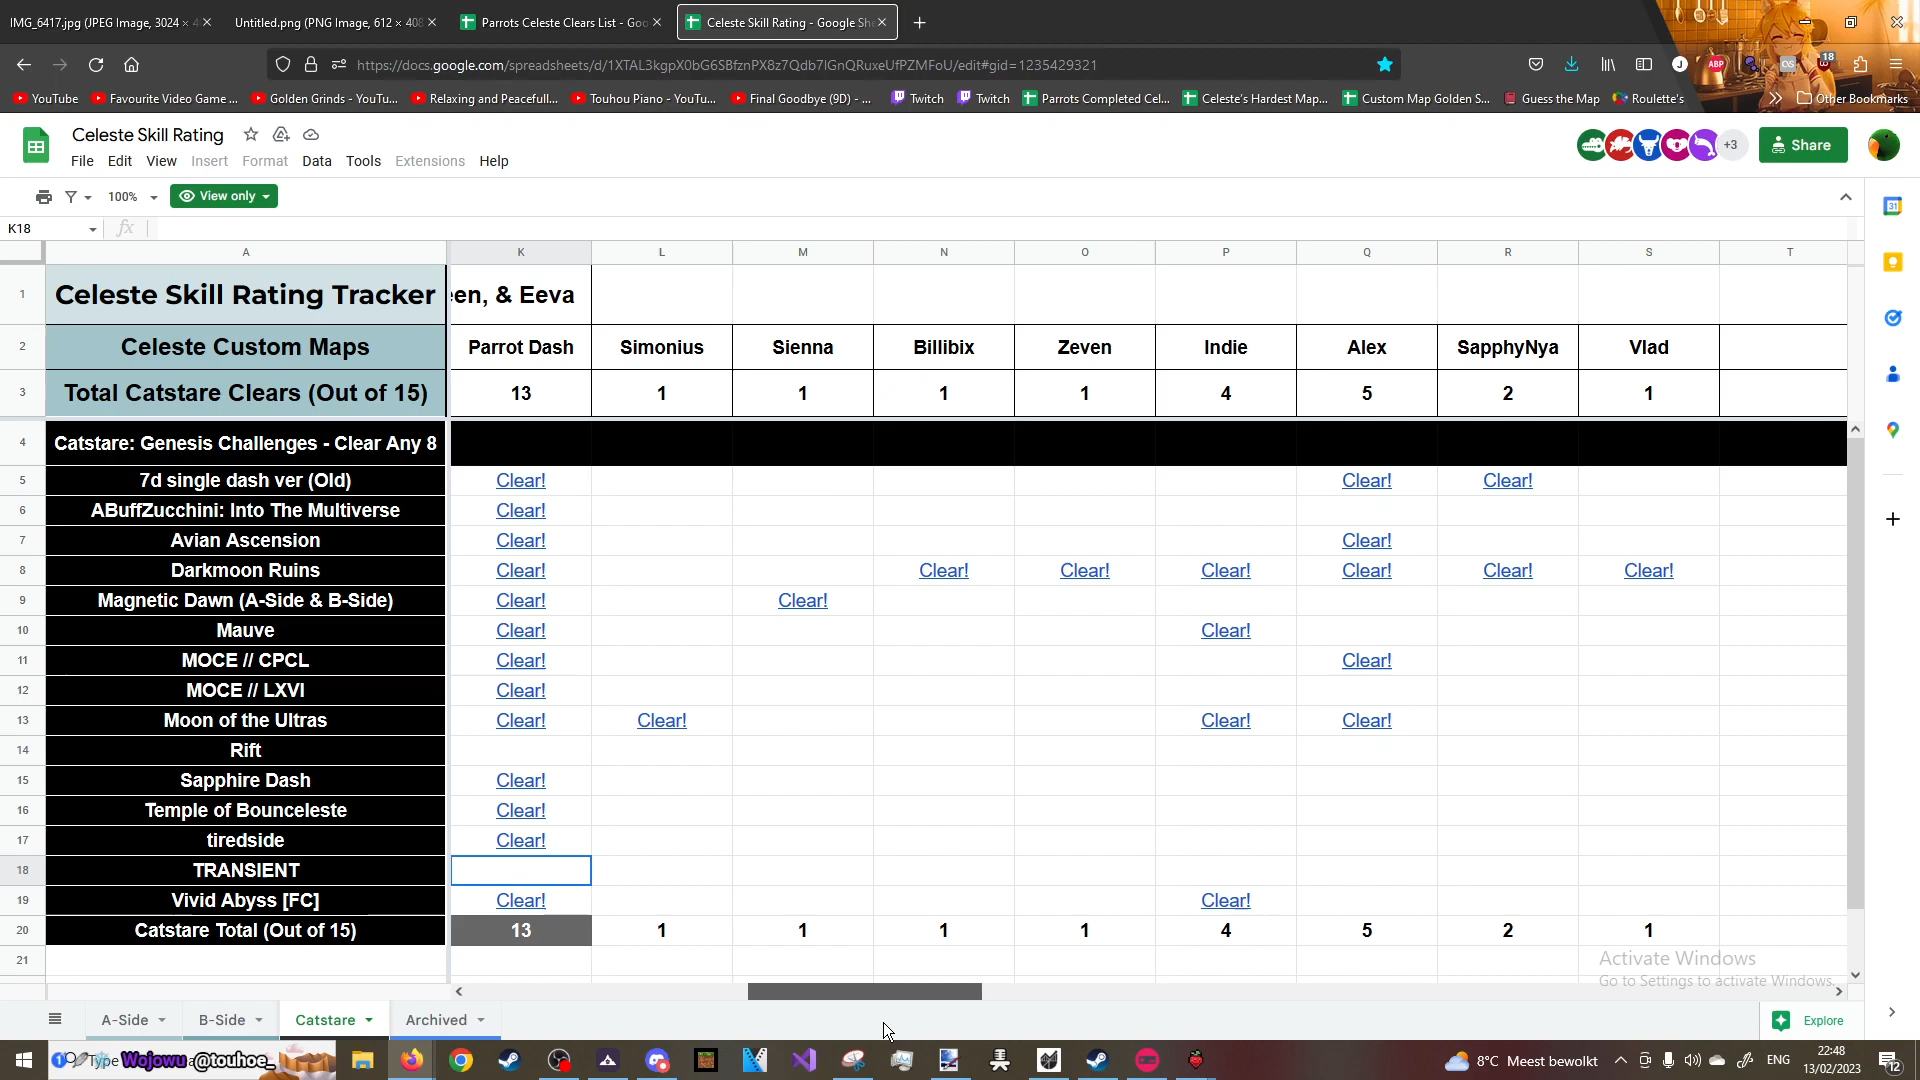 IMG_6417.jpg (JPEG Image, 3024 × 4
Untitled.png (PNG Image, 612 × 408
Parrots Celeste Clears List - Goo
Celeste Skill Rating - Google She
https://docs.google.com/spreadsheets/d/1XTAL3kgpX0bG6SBfznPX8z7Qdb7IGnQRuxeUfPZMFoU/edit#gid=1235429321
J ABP 18
YouTube Favourite Video Game ... Golden Grinds - YouTu... Relaxing and Peacefull... Touhou Piano - YouTu... Final Goodbye (9D) - ... Twitch Twitch Parrots Completed Cel... Celeste's Hardest Map... Custom Map Golden S... Guess the Map Roulette's Other Bookmarks
Celeste Skill Rating
+3 Share
File Edit View Insert Format Data Tools Extensions Help
100% View only
31
K18 fx
A K L M N O P Q R S T
1 Celeste Skill Rating Tracker een, & Eeva
2 Celeste Custom Maps Parrot Dash Simonius Sienna Billibix Zeven Indie Alex SapphyNya Vlad
3 Total Catstare Clears (Out of 15) 13 1 1 1 1 4 5 2 1
4 Catstare: Genesis Challenges - Clear Any 8
5 7d single dash ver (Old) Clear! Clear! Clear!
6 ABuffZucchini: Into The Multiverse Clear!
7 Avian Ascension Clear! Clear!
8 Darkmoon Ruins Clear! Clear! Clear! Clear! Clear! Clear! Clear!
9 Magnetic Dawn (A-Side & B-Side) Clear! Clear!
10 Mauve Clear! Clear!
11 MOCE // CPCL Clear! Clear!
12 MOCE // LXVI Clear!
13 Moon of the Ultras Clear! Clear! Clear! Clear!
14 Rift
15 Sapphire Dash Clear!
16 Temple of Bounceleste Clear!
17 tiredside Clear!
18 TRANSIENT
19 Vivid Abyss [FC] Clear! Clear!
20 Catstare Total (Out of 15) 13 1 1 1 1 4 5 2 1
21
Activate Windows
Go to Settings to activate Windows.
A-Side B-Side Catstare Archived
Explore
Type Wojowu @touhoe_
8°C Meest bewolkt
ENG
22:48
13/02/2023
12